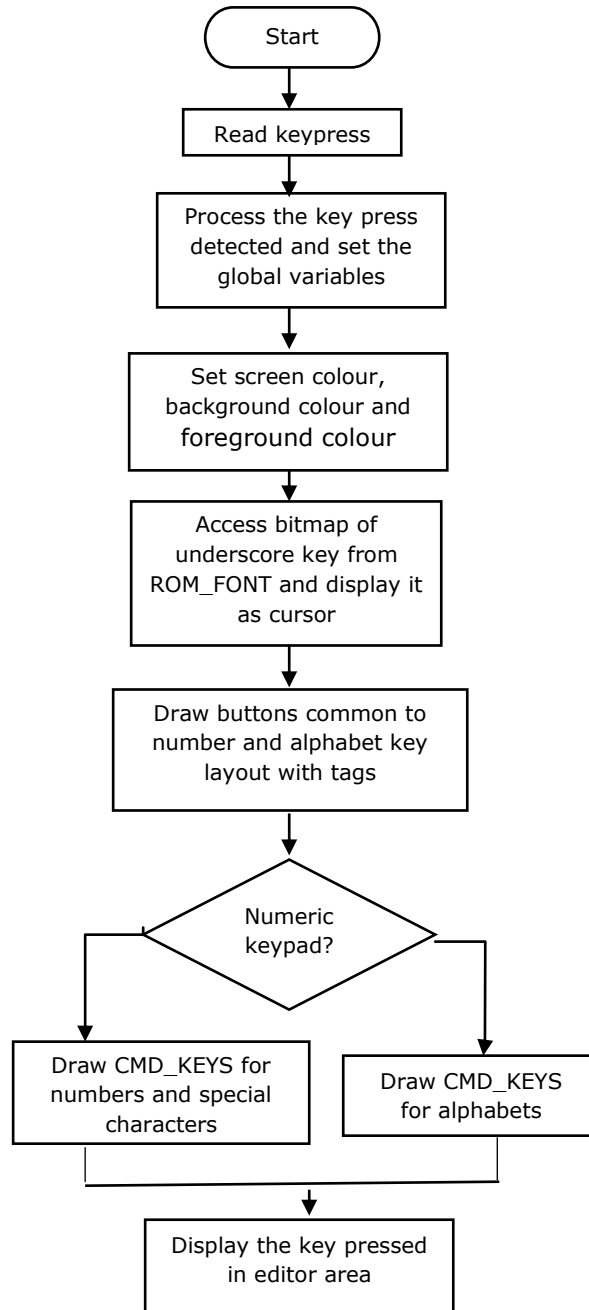 Start
Read keypress
Process the key press
detected and set the
global variables
Set screen colour,
background colour and
foreground colour
Access bitmap of
underscore key from
ROM_FONT and display it
as cursor
Draw buttons common to
number and alphabet key
layout with tags
Numeric
keypad?
Draw CMD_KEYS for
numbers and special
characters
Draw CMD_KEYS
for alphabets
Display the key pressed
in editor area